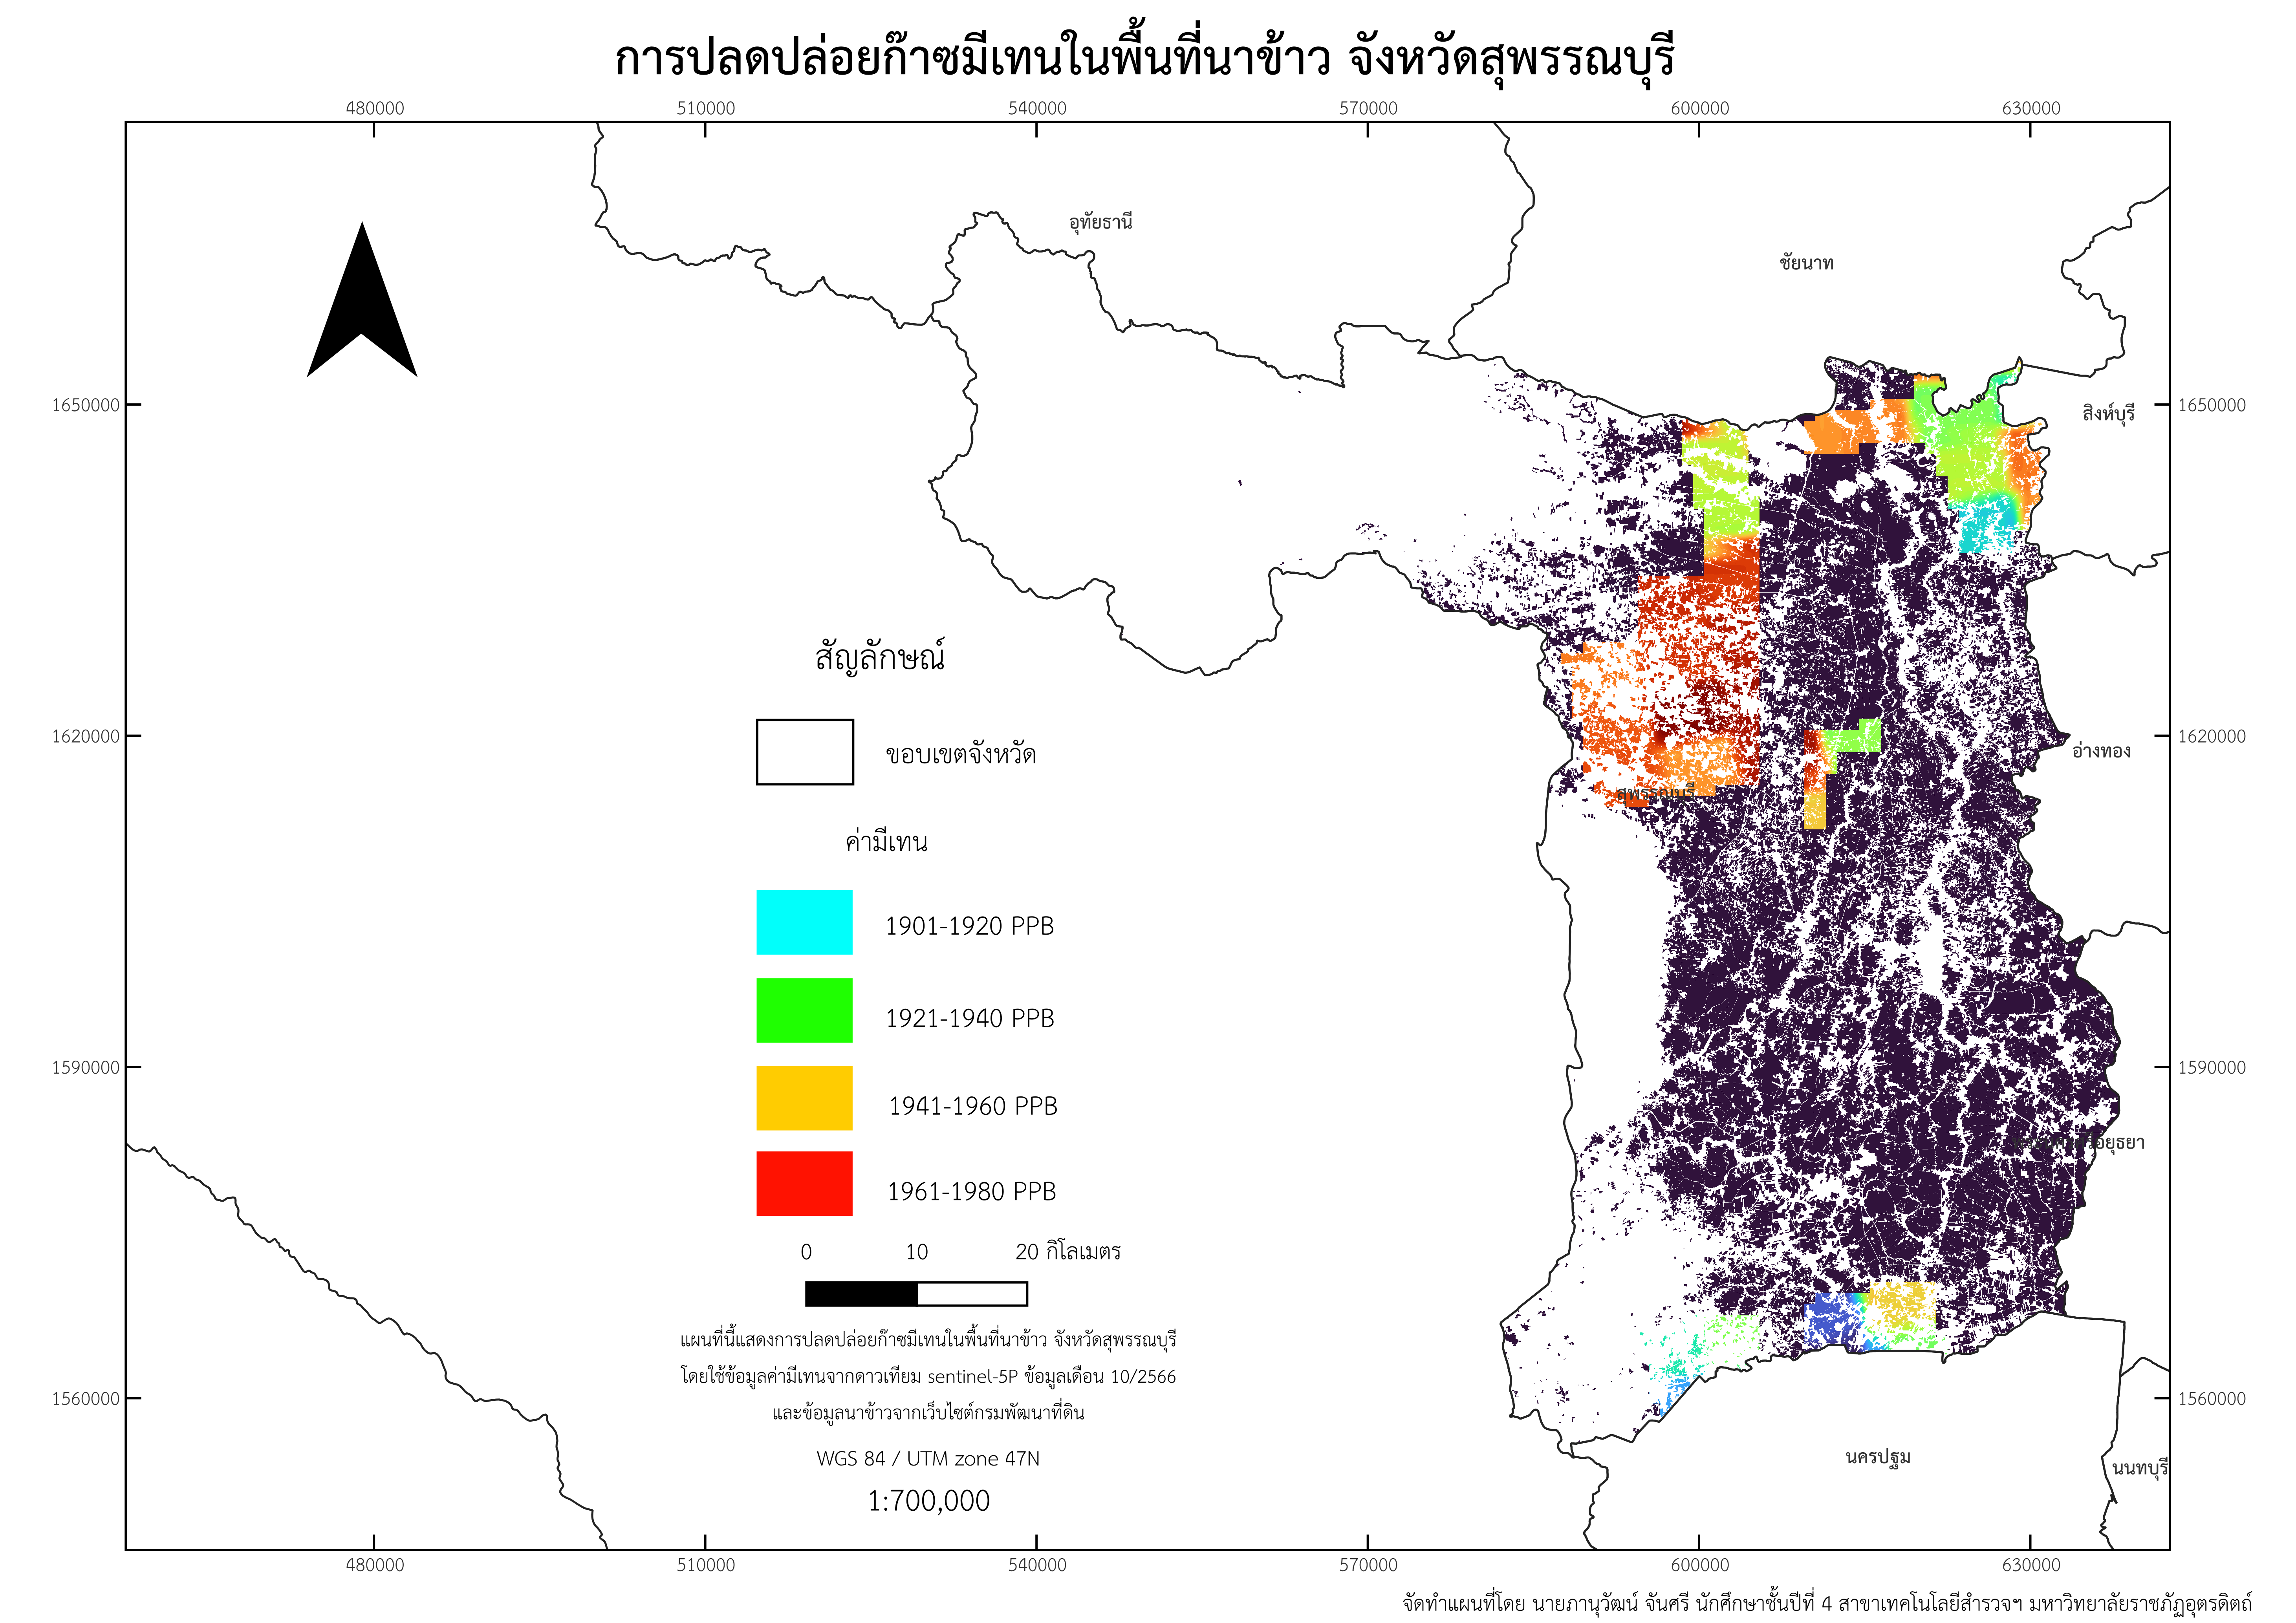 การปลดปล่อยก๊าซมีเทนในพื้นที่นาข้าว จังหวัดสุพรรณบุรี
480000 510000 540000 570000 600000 630000
อุทัยธานี
ชัยนาท
1650000 1650000
สิงห์บุรี
สัญลักษณ์
ขอบเขตจังหวัด
1620000 1620000
อ่างทอง
สุพรรณบุรี
ค่ามีเทน
1901-1920 PPB
1921-1940 PPB
1590000 1590000
1941-1960 PPB
1961-1980 PPB
0 10 20 กิโลเมตร
แผนที่นี้แสดงการปลดปล่อยก๊าซมีเทนในพื้นที่นาข้าว จังหวัดสุพรรณบุรี
โดยใช้ข้อมูลค่ามีเทนจากดาวเทียม sentinel-5P ข้อมูลเดือน 10/2566
และข้อมูลนาข้าวจากเว็บไซต์กรมพัฒนาที่ดิน
1560000 1560000
WGS 84 / UTM zone 47N
1:700,000
นครปฐม
นนทบุรี
480000 510000 540000 570000 600000 630000
จัดทำแผนที่โดย นายภานุวัฒน์ จันศรี นักศึกษาชั้นปีที่ 4 สาขาเทคโนโลยีสำรวจฯ มหาวิทยาลัยราชภัฏอุตรดิตถ์